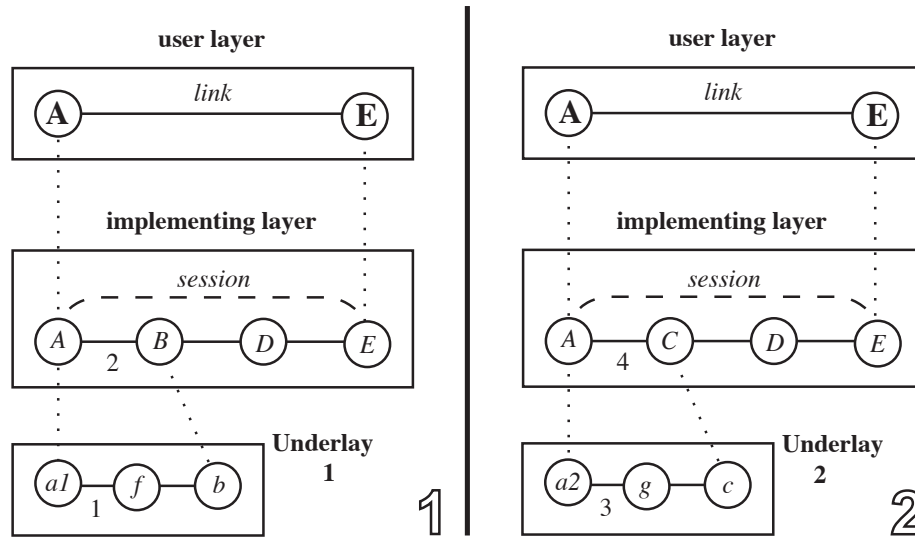 user layer
link
A
E
implementing layer
session
A
B
D
E
2
Underlay
1
a1
f
b
1
1
user layer
link
A
E
implementing layer
session
A
C
D
E
4
Underlay
2
a2
g
c
3
2